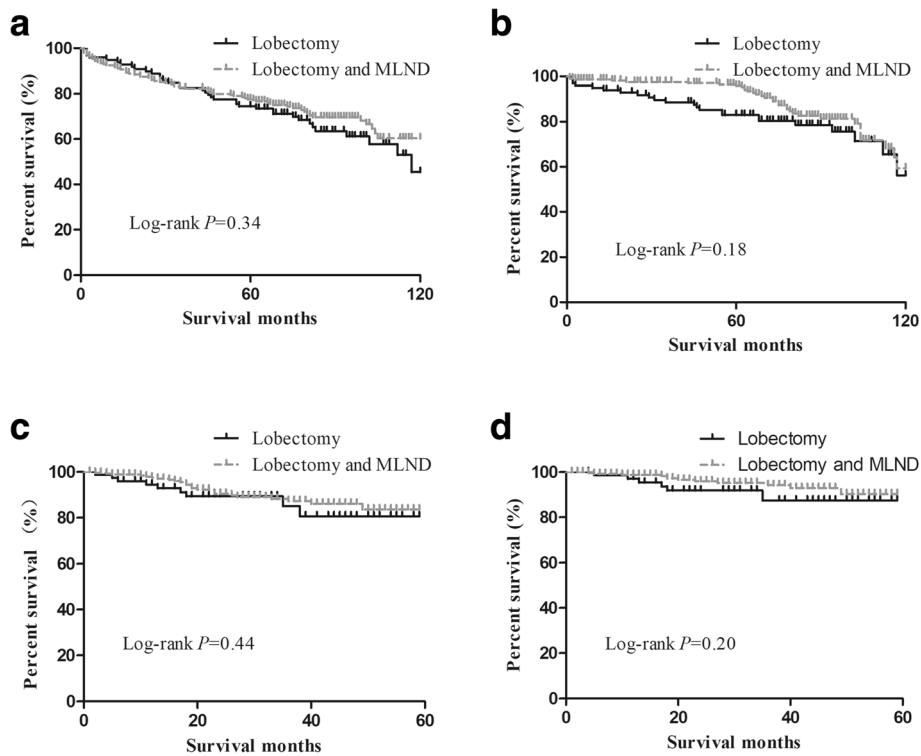 a
Lobectomy
Lobectomy and MLND
Percent survival (%)
100
80
60
40
20
0
Log-rank P=0.34
0
60
120
Survival months
b
Lobectomy
Lobectomy and MLND
Percent survival (%)
100
80
60
40
20
0
Log-rank P=0.18
0
60
120
Survival months
c
Lobectomy
Lobectomy and MLND
Percent survival (%)
100
80
60
40
20
0
Log-rank P=0.44
0
20
40
60
Survival months
d
Lobectomy
Lobectomy and MLND
Percent survival (%)
100
80
60
40
20
0
Log-rank P=0.20
0
20
40
60
Survival months